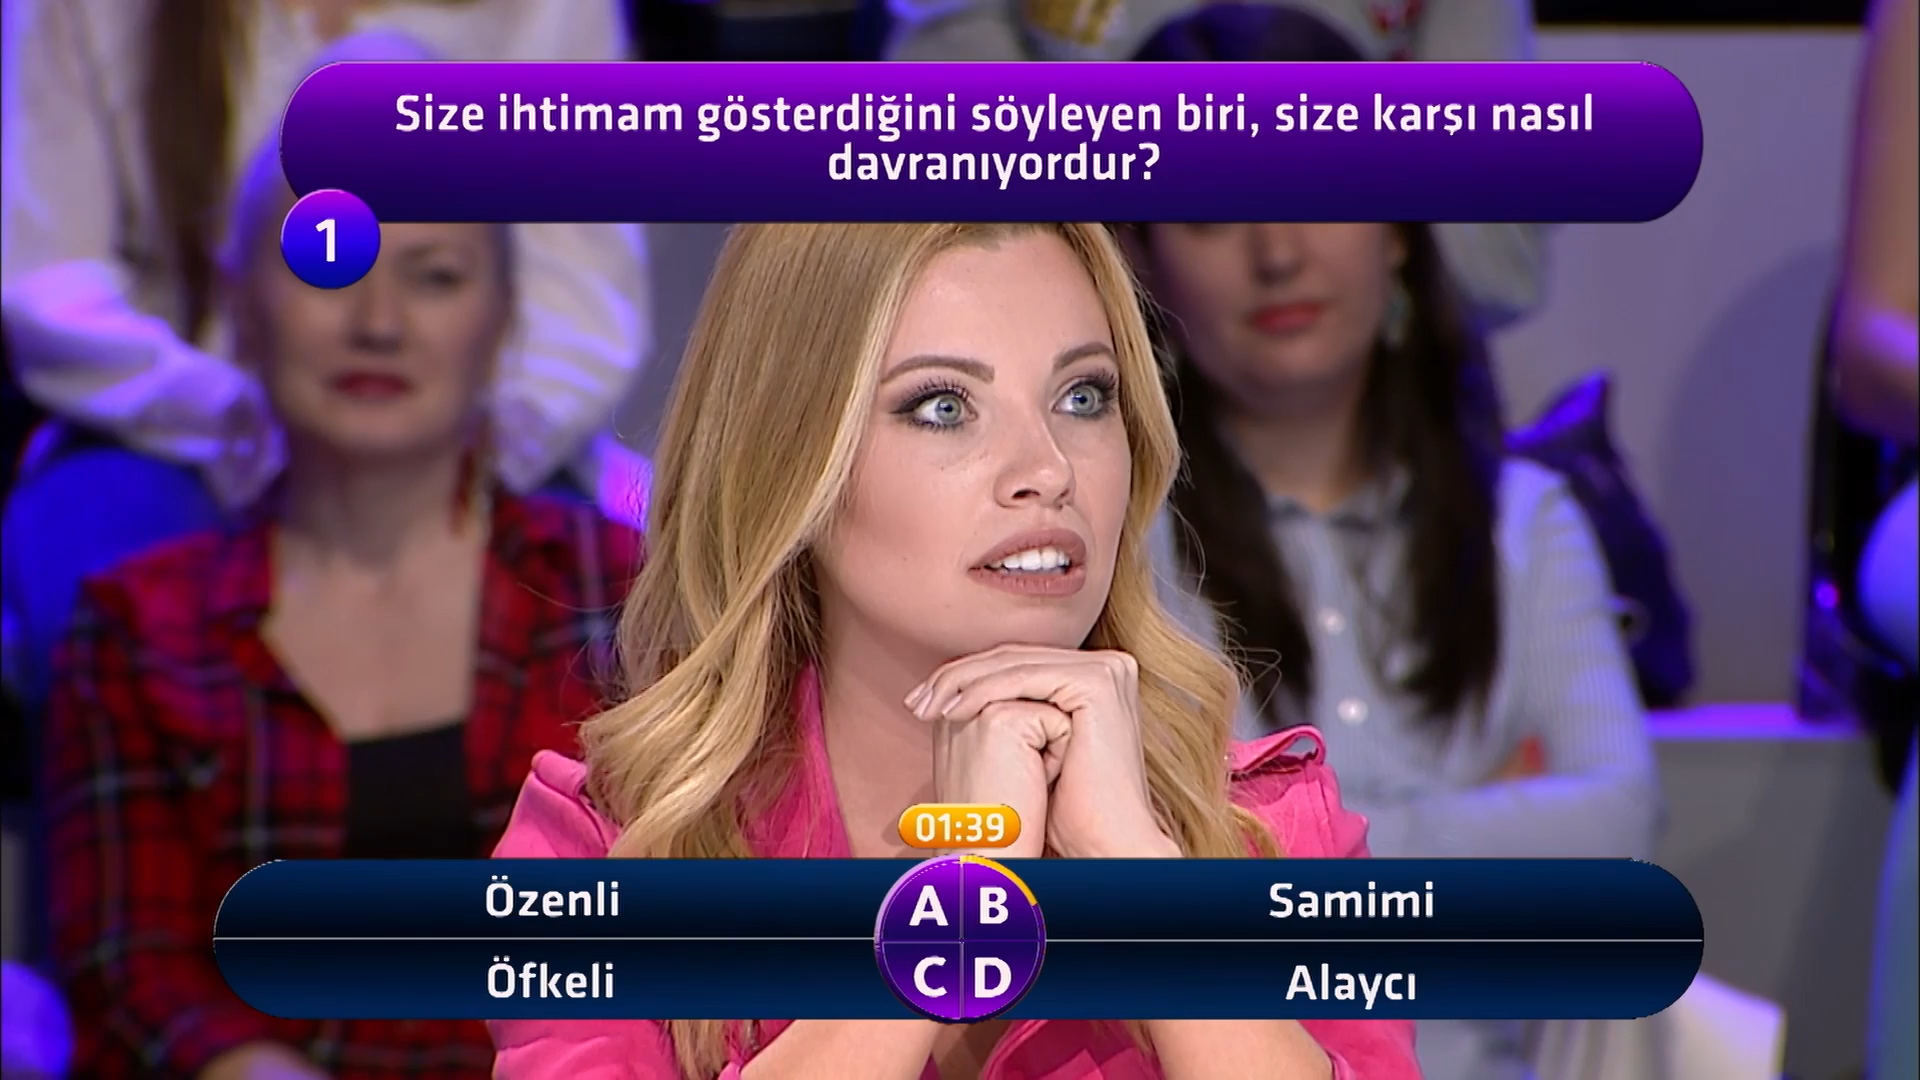 Size ihtimam gösterdiğini söyleyen biri, size karşı nasıl
davranıyordur?
1
01:39
Özenli
A
B
Samimi
Öfkeli
C
D
Alaycı